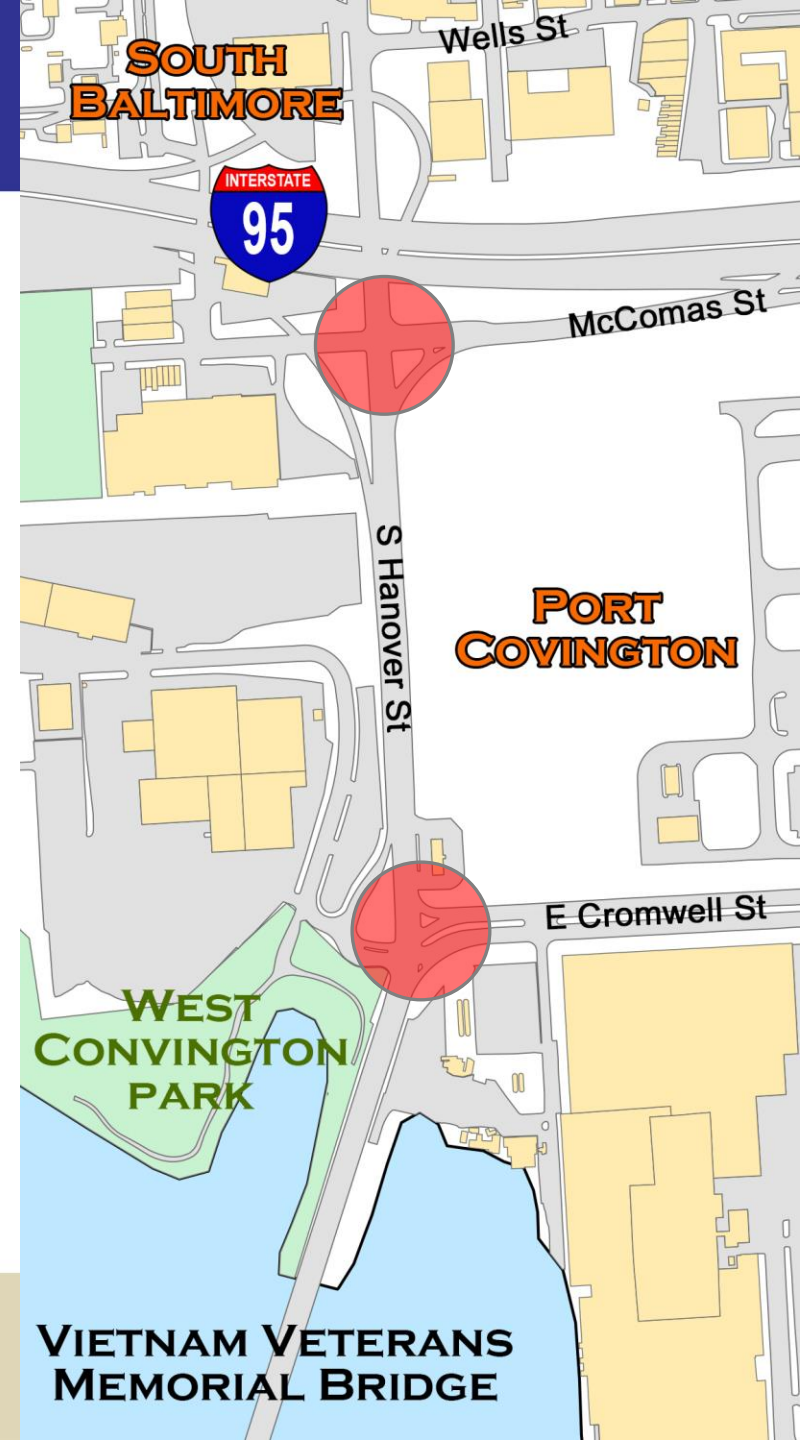 Wells St
SOUTH
BALTIMORE
INTERSTATE
95
McComas St
S Hanover St
PORT
COVINGTON
E Cromwell St
WEST
CONVINGTON
PARK
VIETNAM VETERANS
MEMORIAL BRIDGE